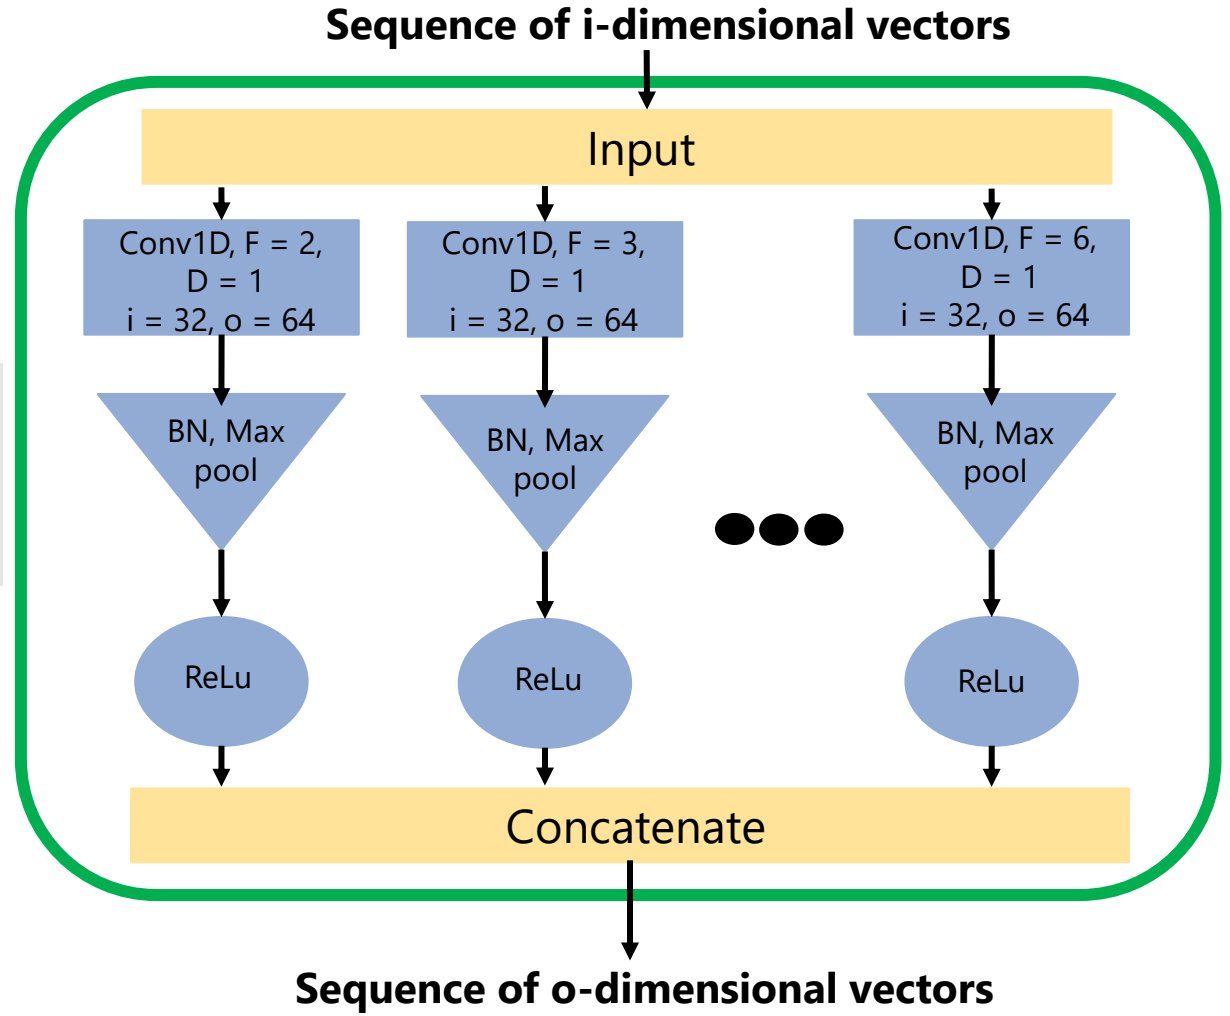 Sequence of i-dimensional vectors
Input
Conv1D, F = 2,
D = 1
i = 32, o = 64
Conv1D, F = 3,
D = 1
i = 32, o = 64
Conv1D, F = 6,
D = 1
i = 32, o = 64
BN, Max
pool
BN, Max
pool
BN, Max
pool
ReLu
ReLu
ReLu
Concatenate
Sequence of o-dimensional vectors